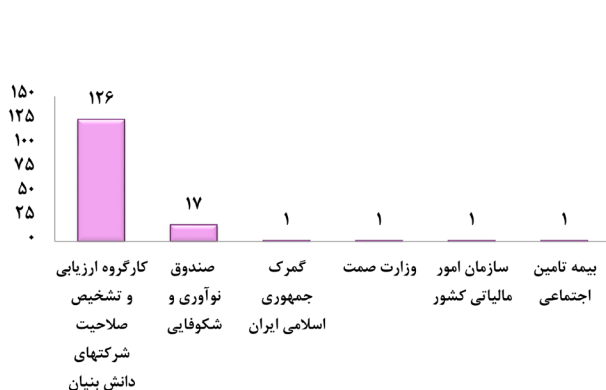 ۱۵۰
۱۲۵
۱۰۰
۷۵
۵۰
۲۵
۰
۱۲۶
۱۷
۱
۱
۱
۱
کارگروه ارزیابی
و تشخیص
صلاحیت
شرکتهای
دانش بنیان
صندوق
نوآوری و
شکوفایی
گمرک
جمهوری
اسلامی ایران
وزارت صمت
سازمان امور
مالیاتی کشور
بیمه تامین
اجتماعی